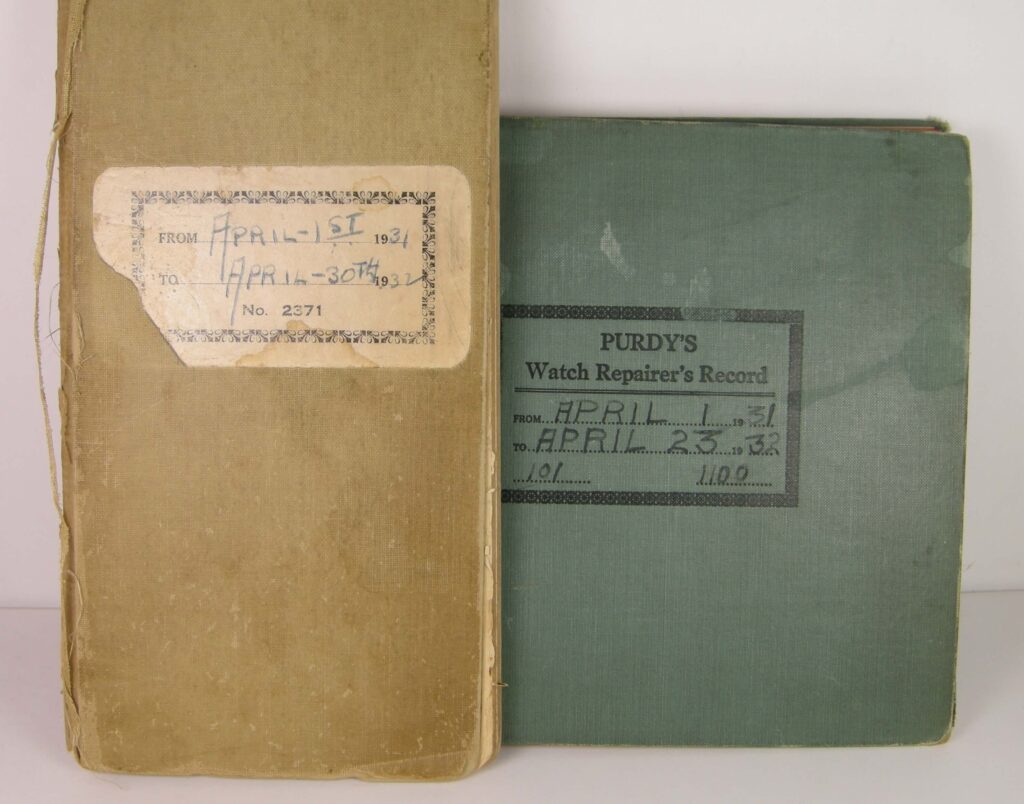 FROM APRIL-1ST 1931
TO APRIL-30TH 1932
No. 2371
PURDY'S
Watch Repairer's Record
FROM APRIL 1 1931
TO APRIL 23 1932
101 1100